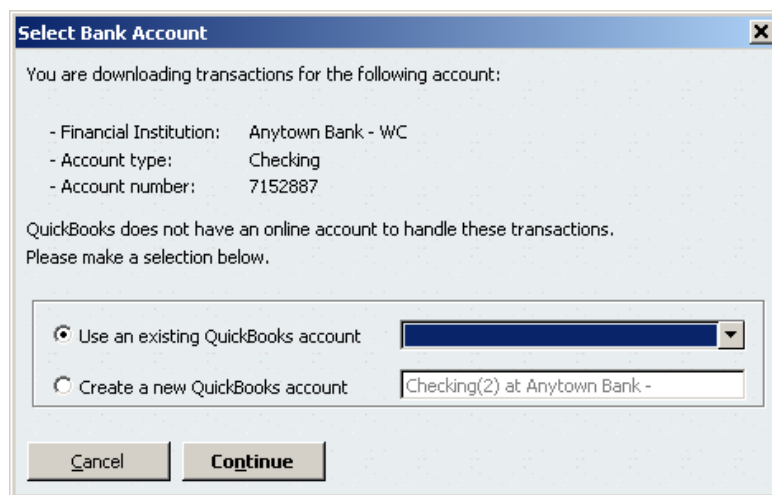 Select Bank Account
You are downloading transactions for the following account:
- Financial Institution: Anytown Bank - WC
- Account type: Checking
- Account number: 7152887
QuickBooks does not have an online account to handle these transactions.
Please make a selection below.
Use an existing QuickBooks account
Create a new QuickBooks account Checking(2) at Anytown Bank -
Cancel Continue